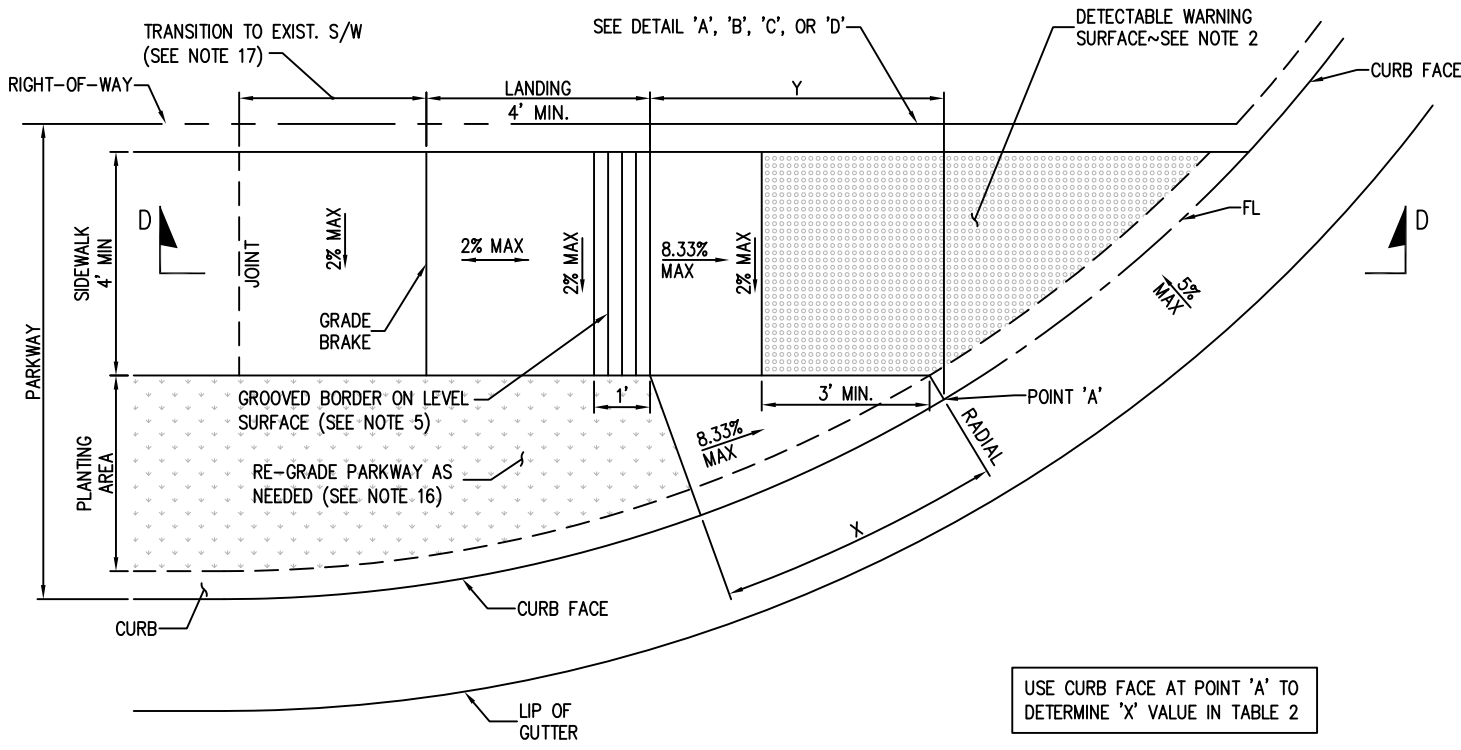 TRANSITION TO EXIST. S/W
(SEE NOTE 17)
SEE DETAIL 'A', 'B', 'C', OR 'D'
DETECTABLE WARNING
SURFACE~SEE NOTE 2
RIGHT-OF-WAY
CURB FACE
LANDING
4' MIN.
Y
PARKWAY
SIDEWALK
4' MIN
D
JOINT
2% MAX
2% MAX
2% MAX
8.33%
MAX
2% MAX
FL
D
5%
MAX
GRADE
BRAKE
GROOVED BORDER ON LEVEL
SURFACE (SEE NOTE 5)
1'
3' MIN.
POINT 'A'
RADIAL
8.33%
MAX
PLANTING
AREA
RE-GRADE PARKWAY AS
NEEDED (SEE NOTE 16)
X
CURB
CURB FACE
LIP OF
GUTTER
USE CURB FACE AT POINT 'A' TO
DETERMINE 'X' VALUE IN TABLE 2